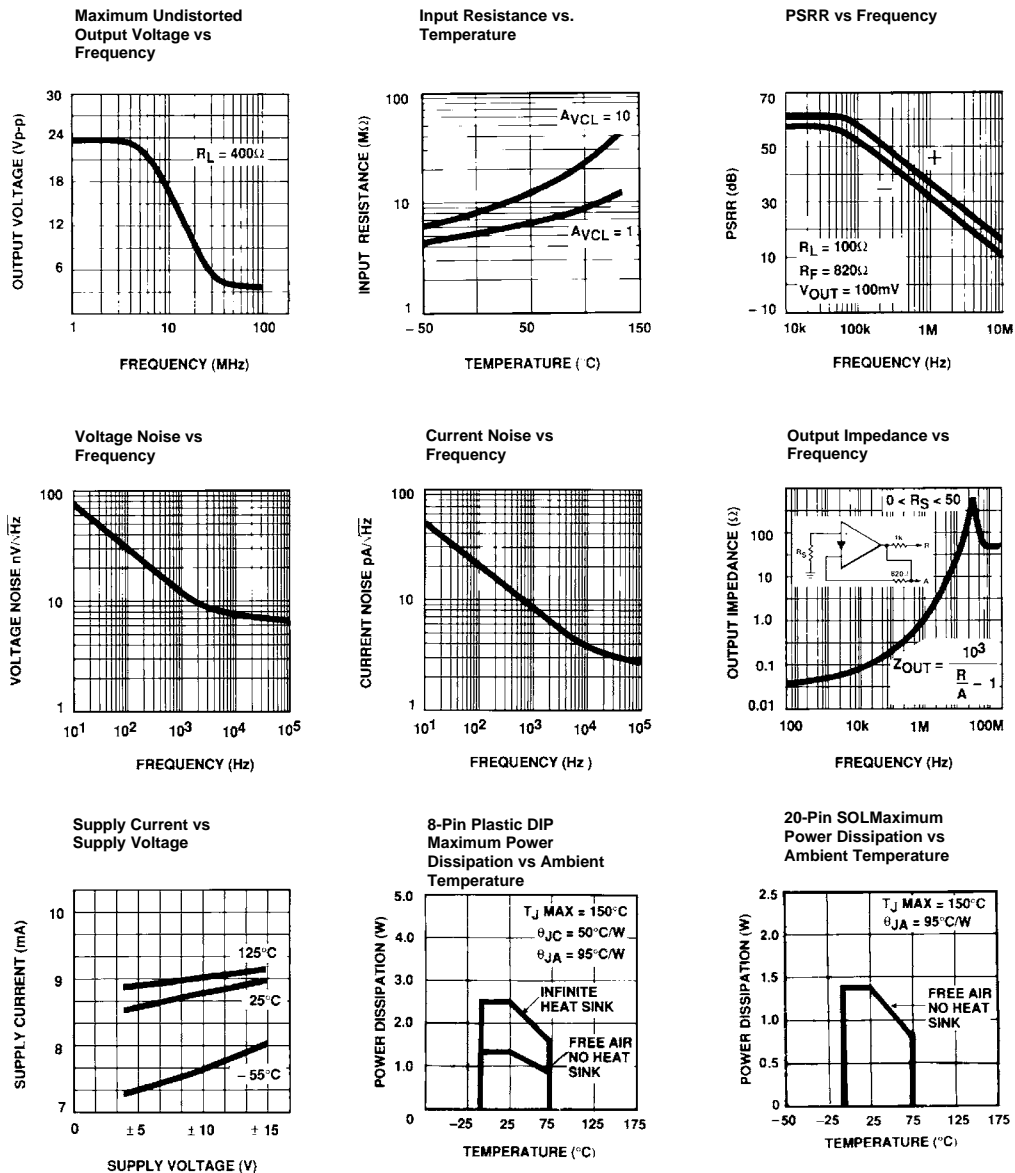 Maximum Undistorted
Output Voltage vs
Frequency
30
24
18
12
6
OUTPUT VOLTAGE (Vp-p)
RL = 400Ω
1
10
100
FREQUENCY (MHz)
Input Resistance vs.
Temperature
100
10
1
INPUT RESISTANCE (MΩ)
AVCL = 10
AVCL = 1
-50
50
150
TEMPERATURE (°C)
PSRR vs Frequency
70
50
30
10
-10
PSRR (dB)
+
−
RL = 100Ω
RF = 820Ω
VOUT = 100mV
10k
100k
1M
10M
FREQUENCY (Hz)
Voltage Noise vs
Frequency
100
10
1
VOLTAGE NOISE nV/√Hz
10¹
10²
10³
10⁴
10⁵
FREQUENCY (Hz)
Current Noise vs
Frequency
100
10
1
CURRENT NOISE pA/√Hz
10¹
10²
10³
10⁴
10⁵
FREQUENCY (Hz )
Output Impedance vs
Frequency
0 < RS < 50
100
10
1.0
0.1
0.01
OUTPUT IMPEDANCE (Ω)
RS
1k
R
820Ω
A
ZOUT = 10³ / (R/A − 1)
100
10k
1M
100M
FREQUENCY (Hz)
Supply Current vs
Supply Voltage
10
9
8
7
SUPPLY CURRENT (mA)
125°C
25°C
−55°C
0
± 5
± 10
± 15
SUPPLY VOLTAGE (V)
8-Pin Plastic DIP
Maximum Power
Dissipation vs Ambient
Temperature
5.0
4.0
3.0
2.0
1.0
0
POWER DISSIPATION (W)
TJ MAX = 150°C
θJC = 50°C/W
θJA = 95°C/W
INFINITE
HEAT SINK
FREE AIR
NO HEAT
SINK
−25
25
75
125
175
TEMPERATURE (°C)
20-Pin SOLMaximum
Power Dissipation vs
Ambient Temperature
2.5
2.0
1.5
1.0
0.5
0
POWER DISSIPATION (W)
TJ MAX = 150°C
θJA = 95°C/W
FREE AIR
NO HEAT
SINK
−50
−25
25
75
125
175
TEMPERATURE (°C)